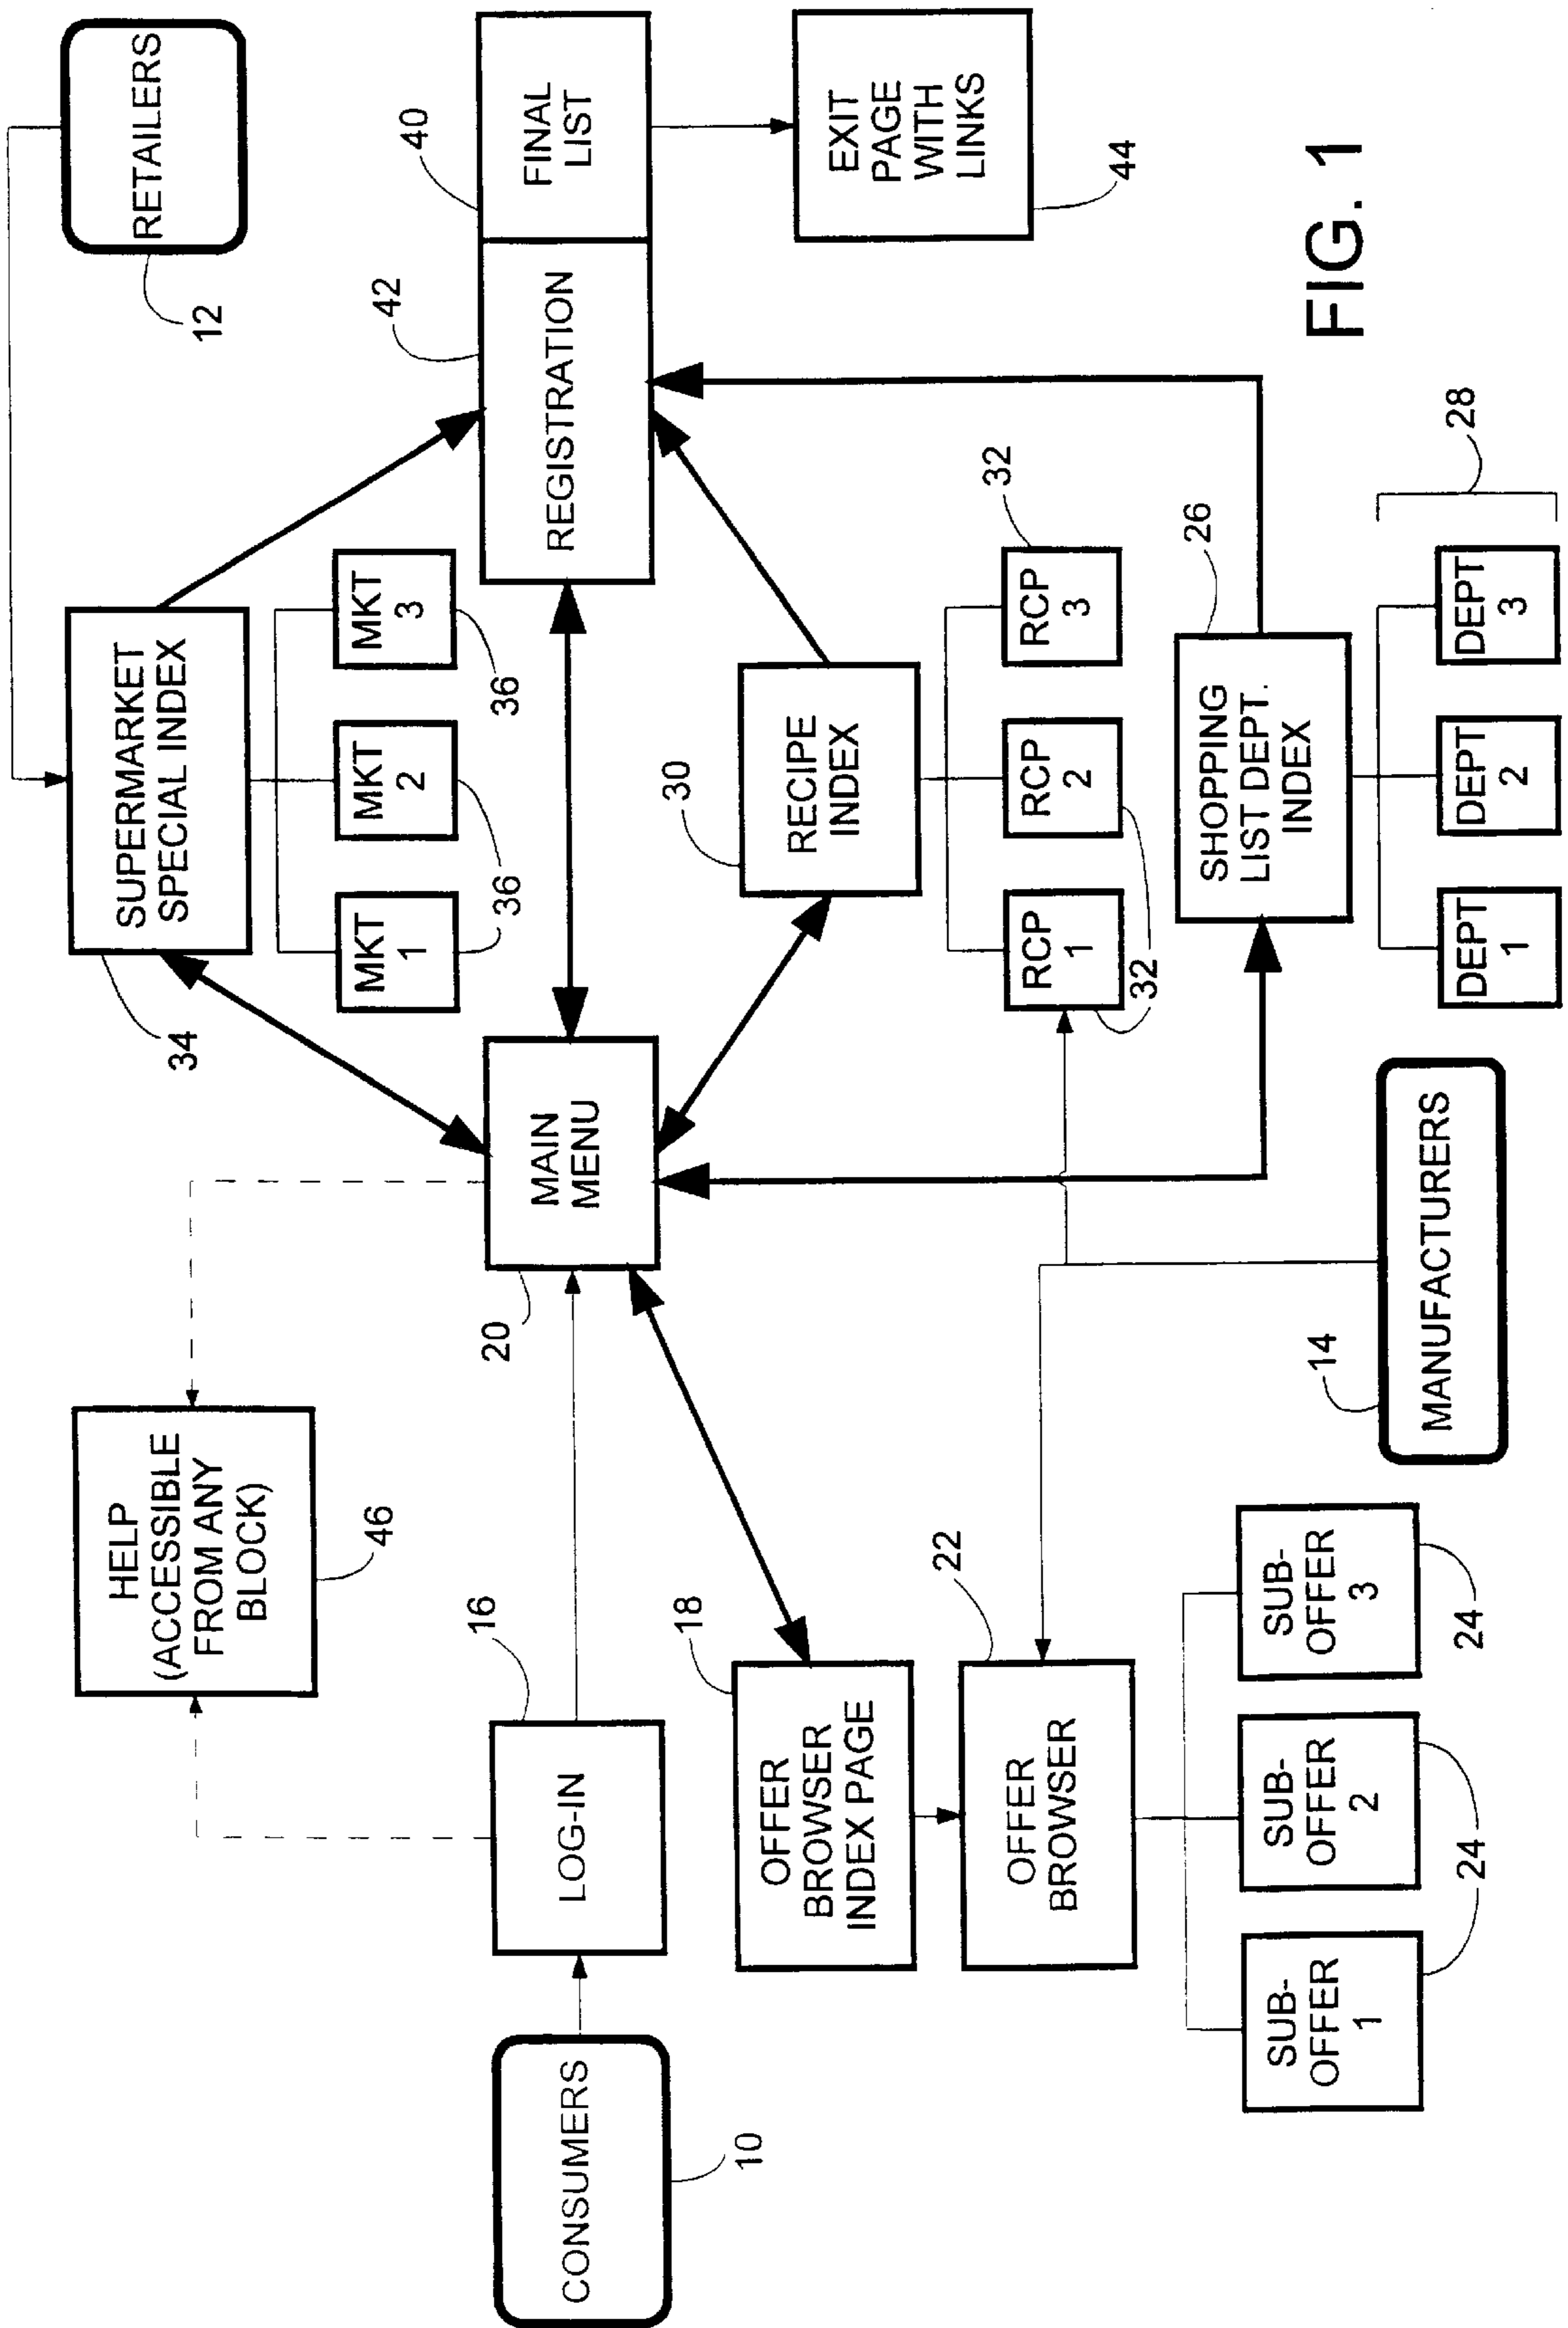 RETAILERS
12
SUPERMARKET
SPECIAL INDEX
34
MKT
1
MKT
2
MKT
3
36
36
HELP
(ACCESSIBLE
FROM ANY
BLOCK)
46
CONSUMERS
10
LOG-IN
16
MAIN
MENU
20
REGISTRATION
42
FINAL
LIST
40
EXIT
PAGE
WITH
LINKS
44
OFFER
BROWSER
INDEX PAGE
18
OFFER
BROWSER
22
SUB-
OFFER
1
SUB-
OFFER
2
SUB-
OFFER
3
24
24
RECIPE
INDEX
30
RCP
1
RCP
2
RCP
3
32
32
SHOPPING
LIST DEPT.
INDEX
26
DEPT
1
DEPT
2
DEPT
3
28
MANUFACTURERS
14
FIG. 1